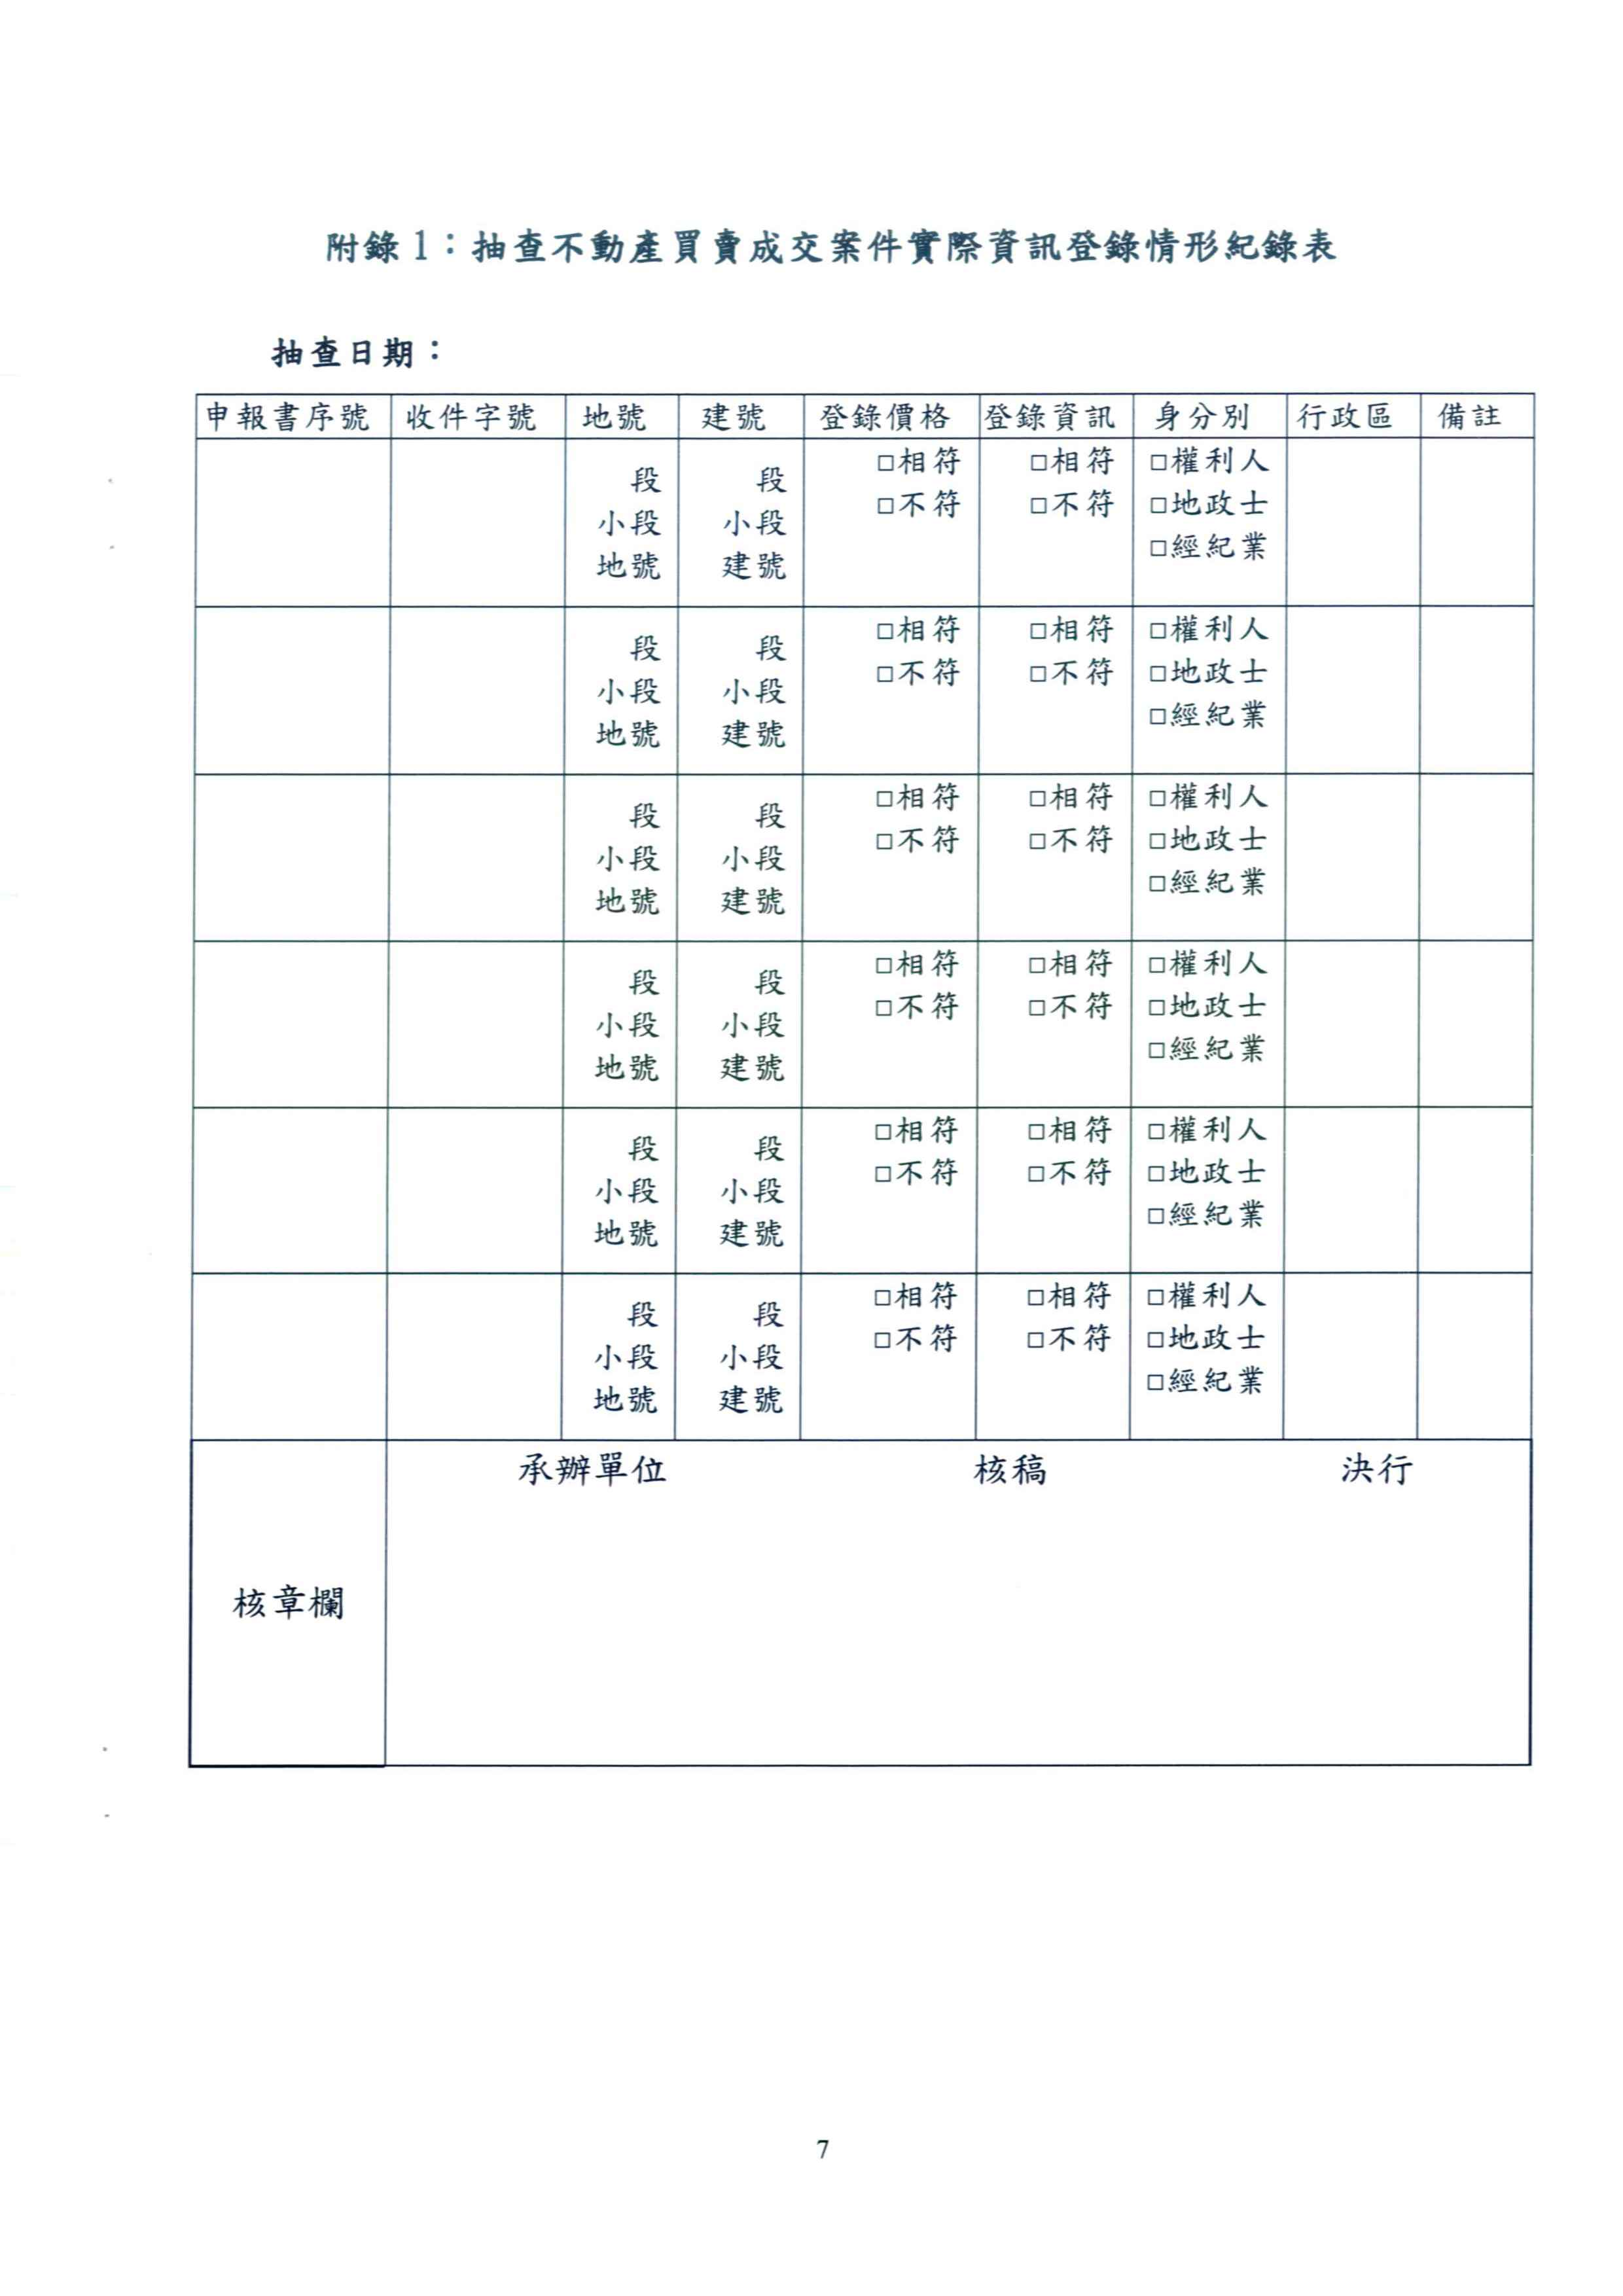 附錄1：抽查不動產買賣成交案件實際資訊登錄情形紀錄表
抽查日期：
申報書序號 收件字號 地號 建號 登錄價格 登錄資訊 身分別 行政區 備註
段 段 □相符 □相符 □權利人
小段 小段 □不符 □不符 □地政士
地號 建號 □經紀業
段 段 □相符 □相符 □權利人
小段 小段 □不符 □不符 □地政士
地號 建號 □經紀業
段 段 □相符 □相符 □權利人
小段 小段 □不符 □不符 □地政士
地號 建號 □經紀業
段 段 □相符 □相符 □權利人
小段 小段 □不符 □不符 □地政士
地號 建號 □經紀業
段 段 □相符 □相符 □權利人
小段 小段 □不符 □不符 □地政士
地號 建號 □經紀業
段 段 □相符 □相符 □權利人
小段 小段 □不符 □不符 □地政士
地號 建號 □經紀業
承辦單位 核稿 決行
核章欄
7